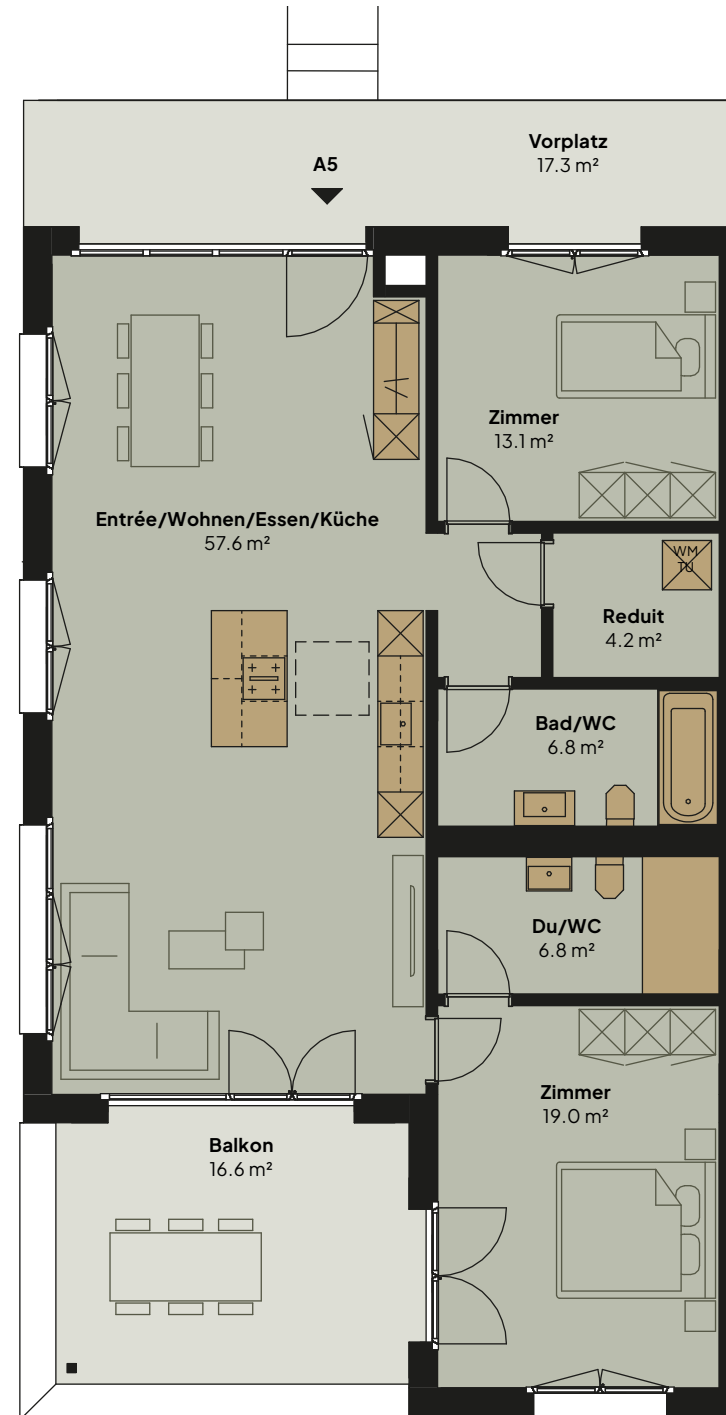 Vorplatz
17.3 m²
A5
Zimmer
13.1 m²
Entrée/Wohnen/Essen/Küche
57.6 m²
WM
TU
Reduit
4.2 m²
Bad/WC
6.8 m²
Du/WC
6.8 m²
Zimmer
19.0 m²
Balkon
16.6 m²